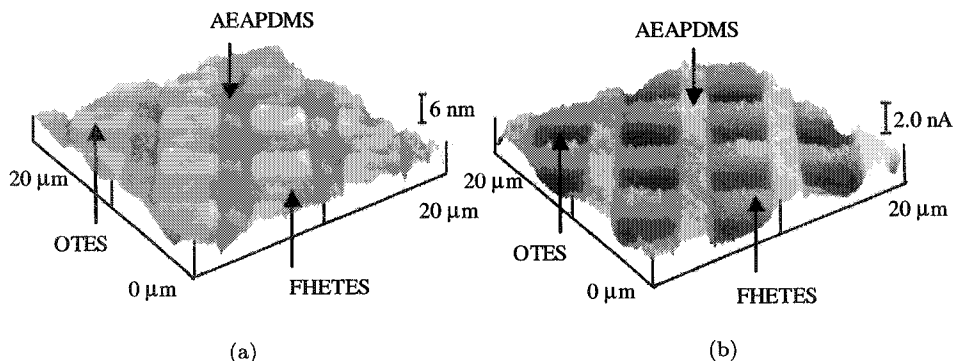 AEAPDMS
6 nm
20 μm
20 μm
OTES
FHETES
0 μm
(a)
AEAPDMS
2.0 nA
20 μm
20 μm
OTES
FHETES
0 μm
(b)